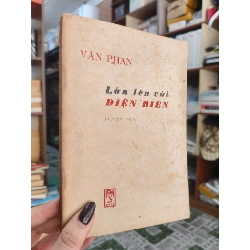 VĂN PHAN
Lớn lên với
ĐIỆN BIÊN